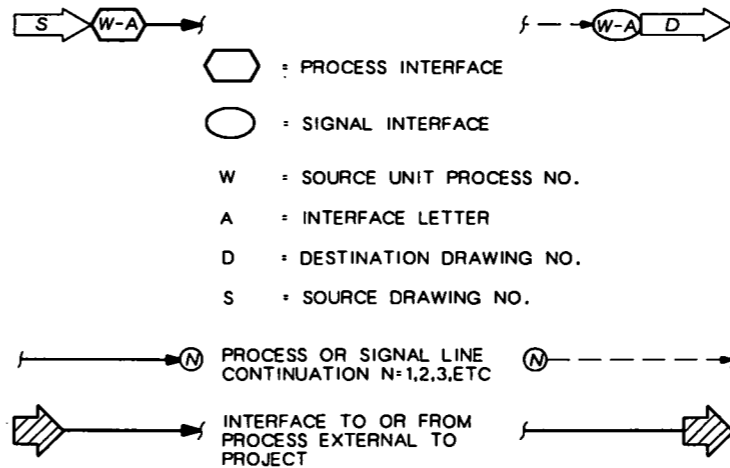 S W-A W-A D
= PROCESS INTERFACE
= SIGNAL INTERFACE
W = SOURCE UNIT PROCESS NO.
A = INTERFACE LETTER
D = DESTINATION DRAWING NO.
S = SOURCE DRAWING NO.
N PROCESS OR SIGNAL LINE N
CONTINUATION N=1,2,3,ETC
INTERFACE TO OR FROM
PROCESS EXTERNAL TO
PROJECT